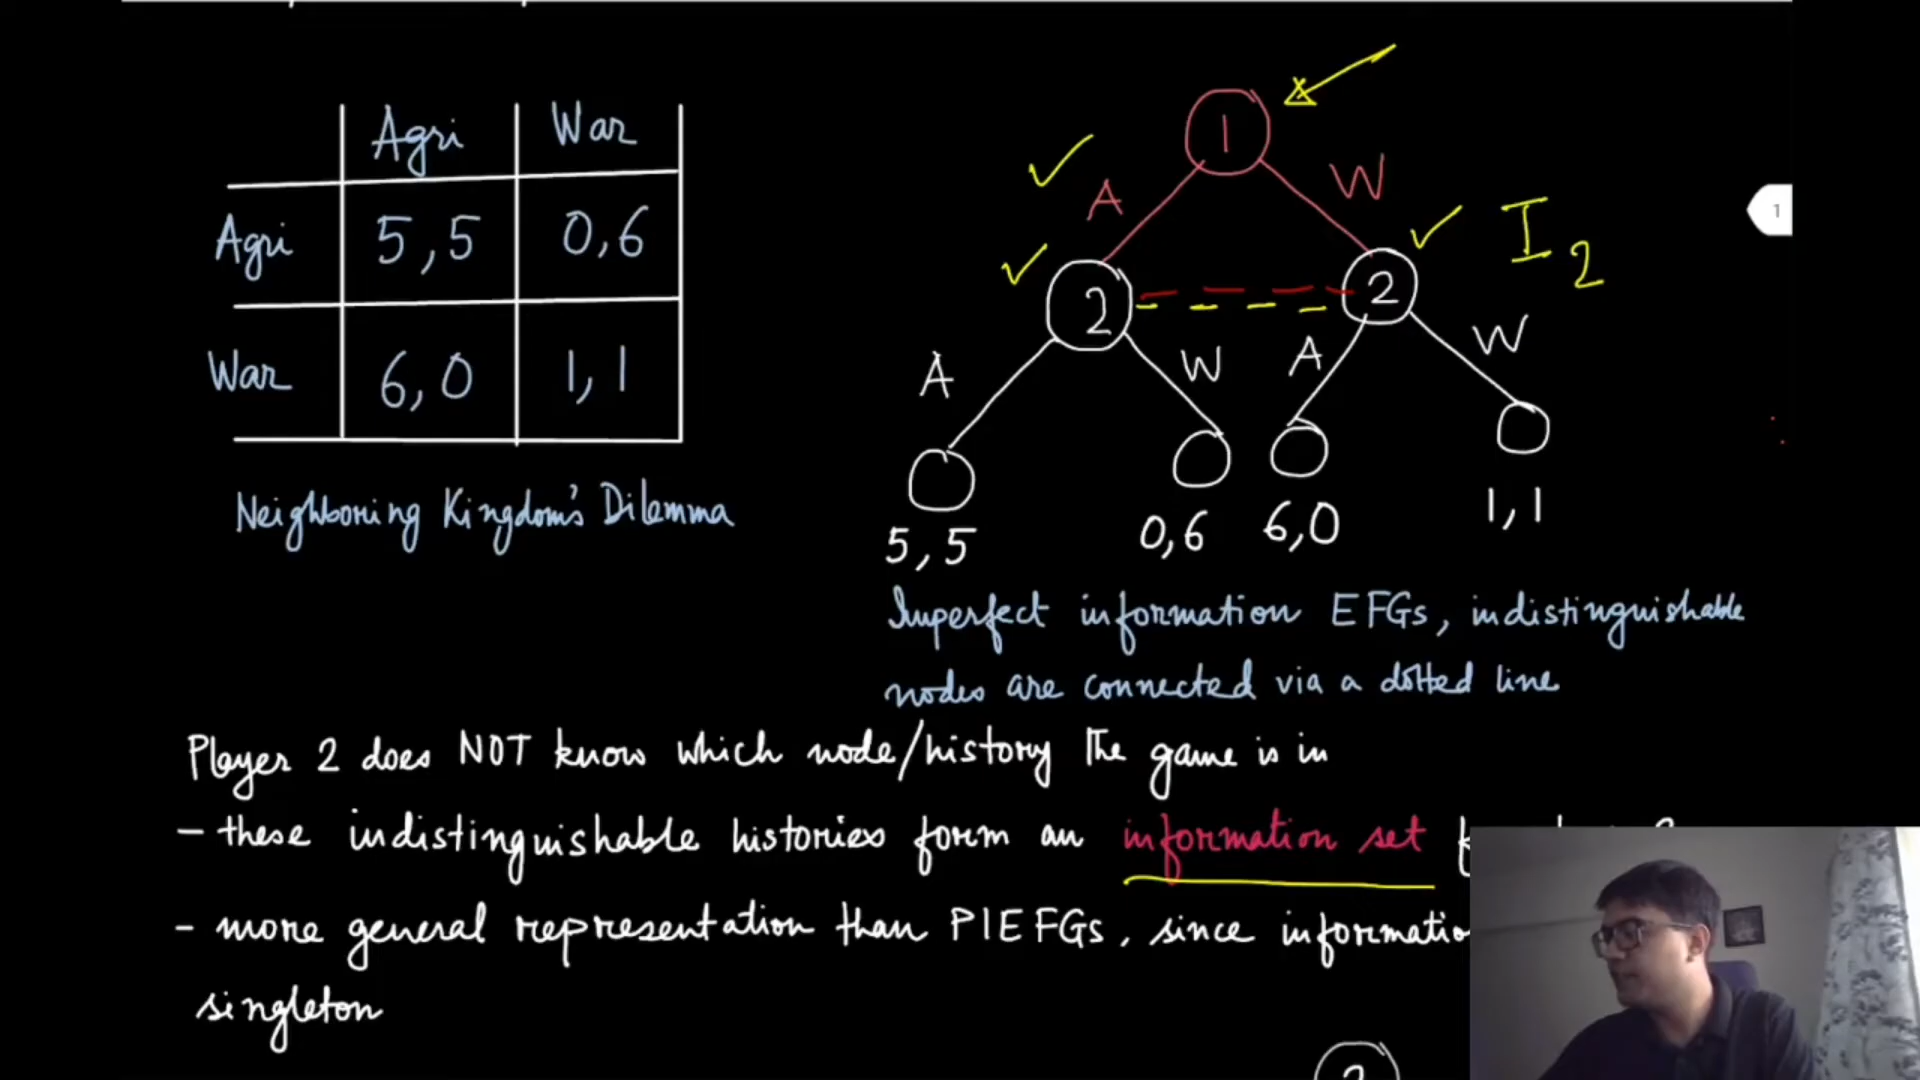 Agri War
Agri 5,5 0,6
War 6,0 1,1
Neighboring Kingdom's Dilemma
1
A W
I2
2 2
A W A W
5,5 0,6 6,0 1,1
1
Imperfect information EFGs, indistinguishable
nodes are connected via a dotted line
Player 2 does NOT know which node/history the game is in
- these indistinguishable histories form an information set
- more general representation than PIEFGs, since informatio
singleton
2